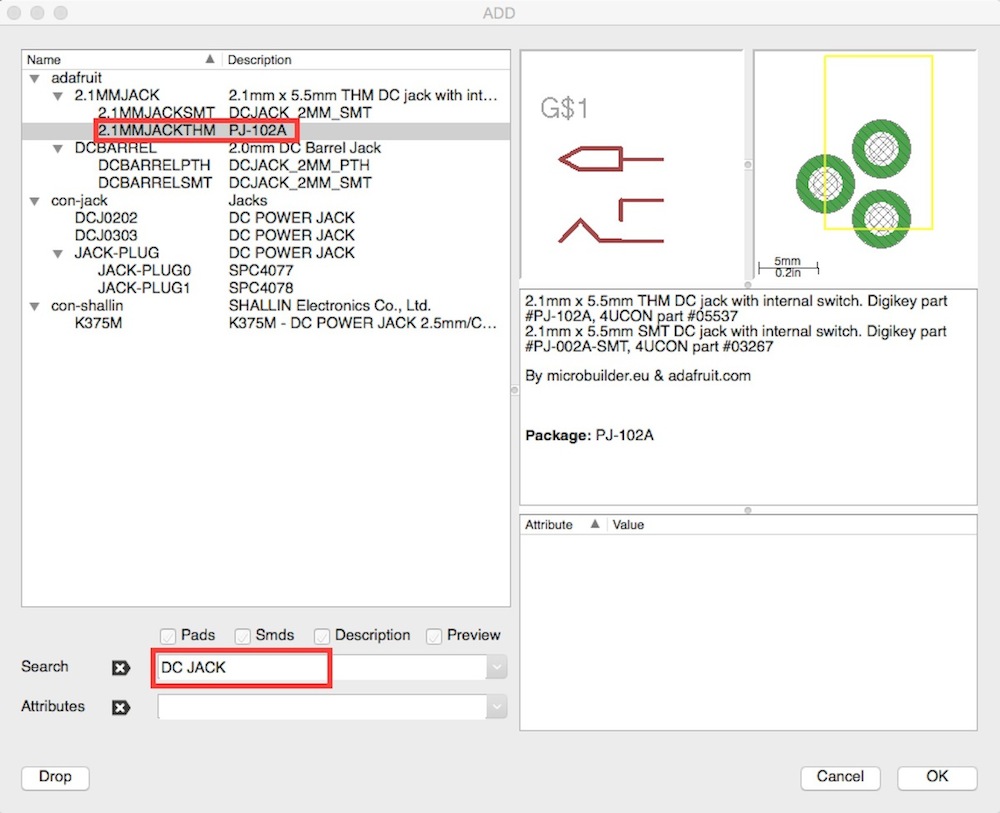 ADD
Name Description
adafruit
2.1MMJACK 2.1mm x 5.5mm THM DC jack with int...
2.1MMJACKSMT DCJACK_2MM_SMT
2.1MMJACKTHM PJ-102A
DCBARREL 2.0mm DC Barrel Jack
DCBARRELPTH DCJACK_2MM_PTH
DCBARRELSMT DCJACK_2MM_SMT
con-jack Jacks
DCJ0202 DC POWER JACK
DCJ0303 DC POWER JACK
JACK-PLUG DC POWER JACK
JACK-PLUG0 SPC4077
JACK-PLUG1 SPC4078
con-shallin SHALLIN Electronics Co., Ltd.
K375M K375M - DC POWER JACK 2.5mm/C...
Pads Smds Description Preview
Search DC JACK
Attributes
Drop
G$1
5mm
0.2in
2.1mm x 5.5mm THM DC jack with internal switch. Digikey part
#PJ-102A, 4UCON part #05537
2.1mm x 5.5mm SMT DC jack with internal switch. Digikey part
#PJ-002A-SMT, 4UCON part #03267
By microbuilder.eu & adafruit.com
Package: PJ-102A
Attribute Value
Cancel OK